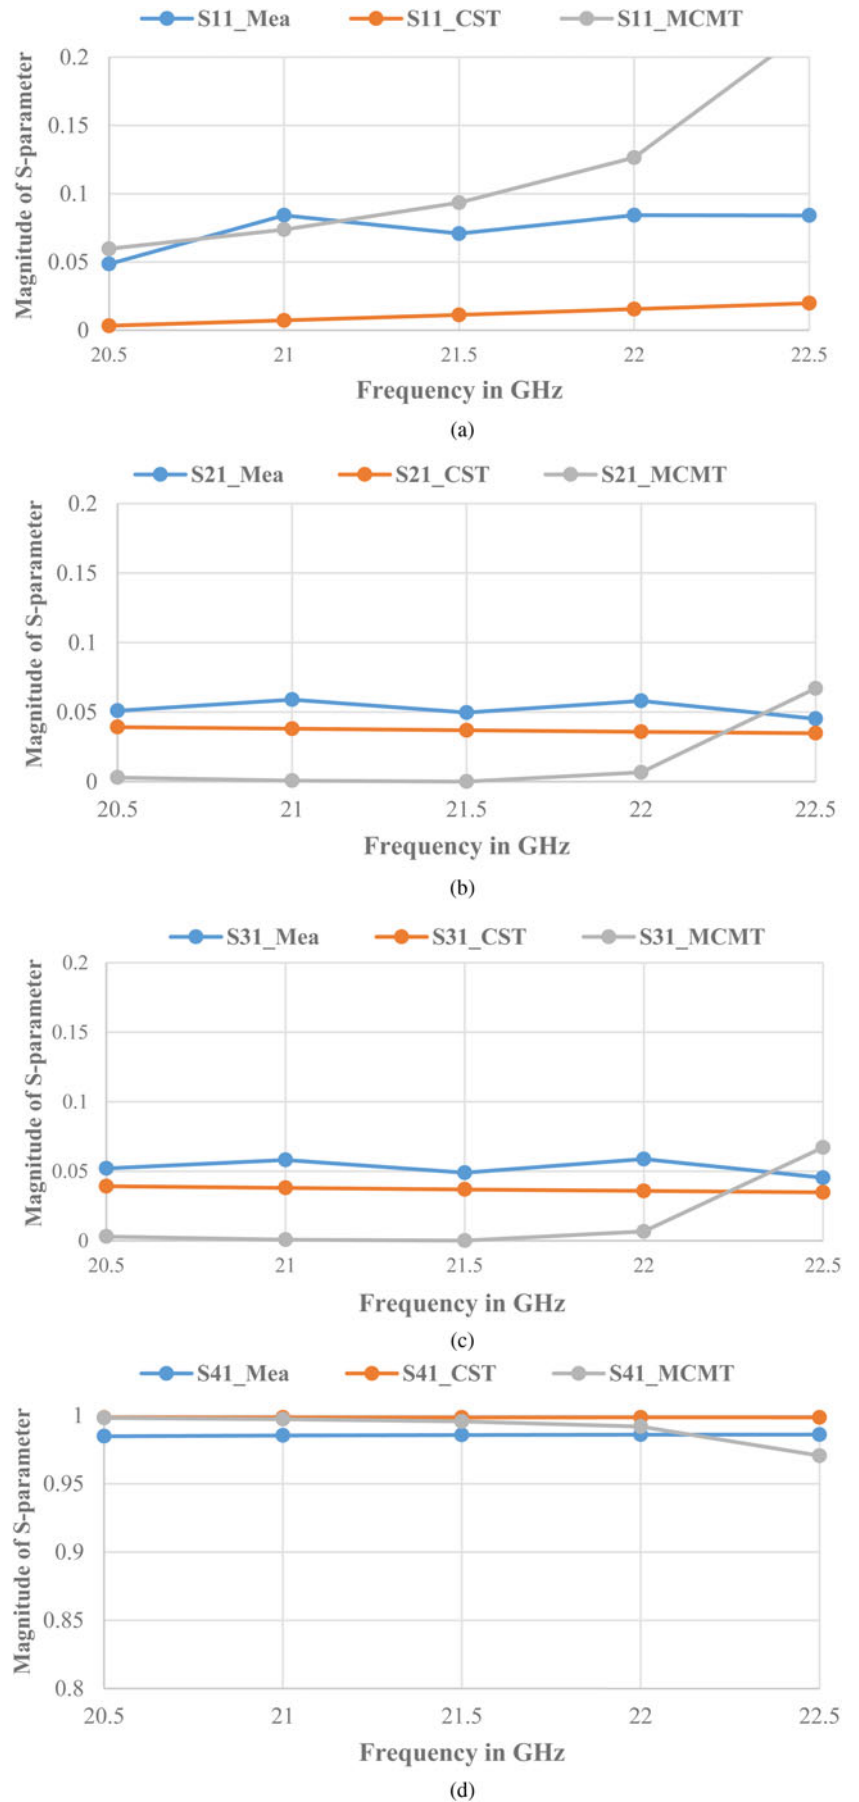 S11_Mea S11_CST S11_MCMT
0.2
0.15
0.1
0.05
0
Magnitude of S-parameter
20.5 21 21.5 22 22.5
Frequency in GHz
(a)
S21_Mea S21_CST S21_MCMT
0.2
0.15
0.1
0.05
0
Magnitude of S-parameter
20.5 21 21.5 22 22.5
Frequency in GHz
(b)
S31_Mea S31_CST S31_MCMT
0.2
0.15
0.1
0.05
0
Magnitude of S-parameter
20.5 21 21.5 22 22.5
Frequency in GHz
(c)
S41_Mea S41_CST S41_MCMT
1
0.95
0.9
0.85
0.8
Magnitude of S-parameter
20.5 21 21.5 22 22.5
Frequency in GHz
(d)